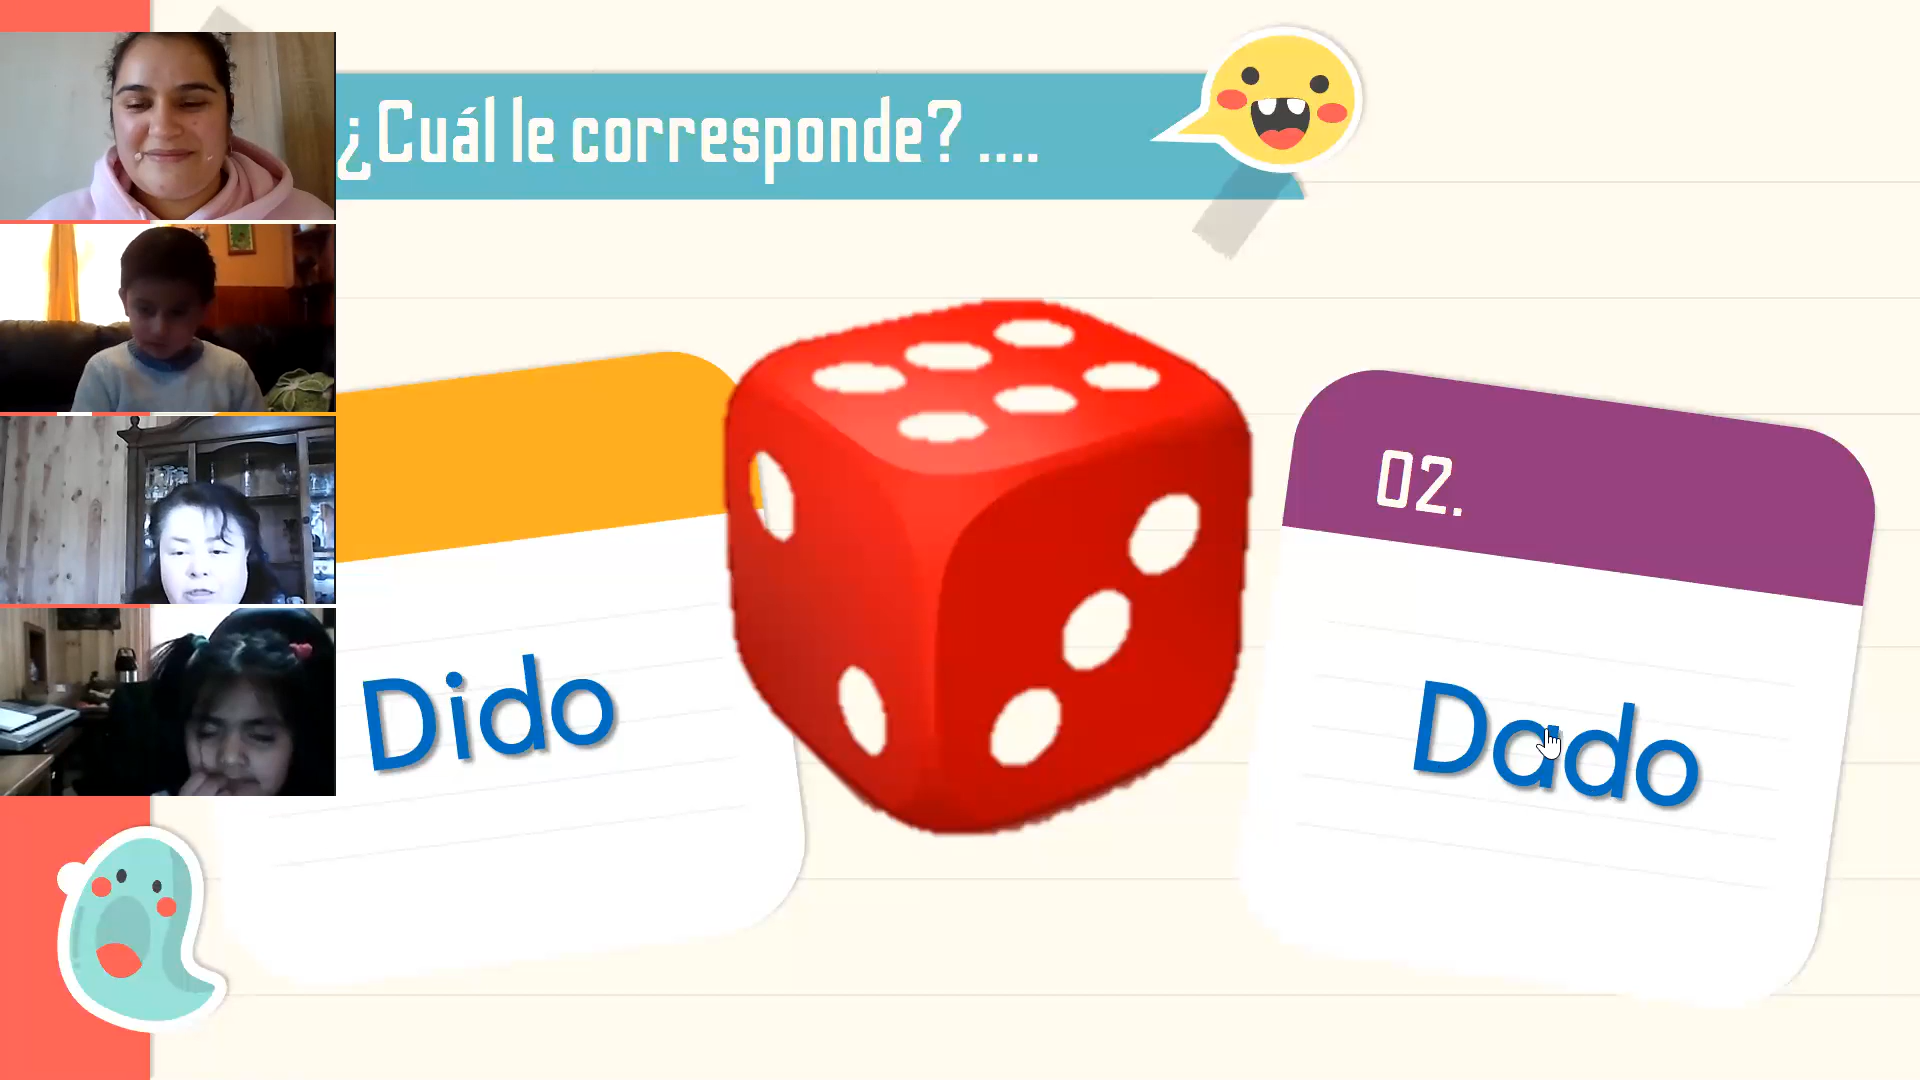 ¿Cuál le corresponde? ....
02.
Dido
Dado